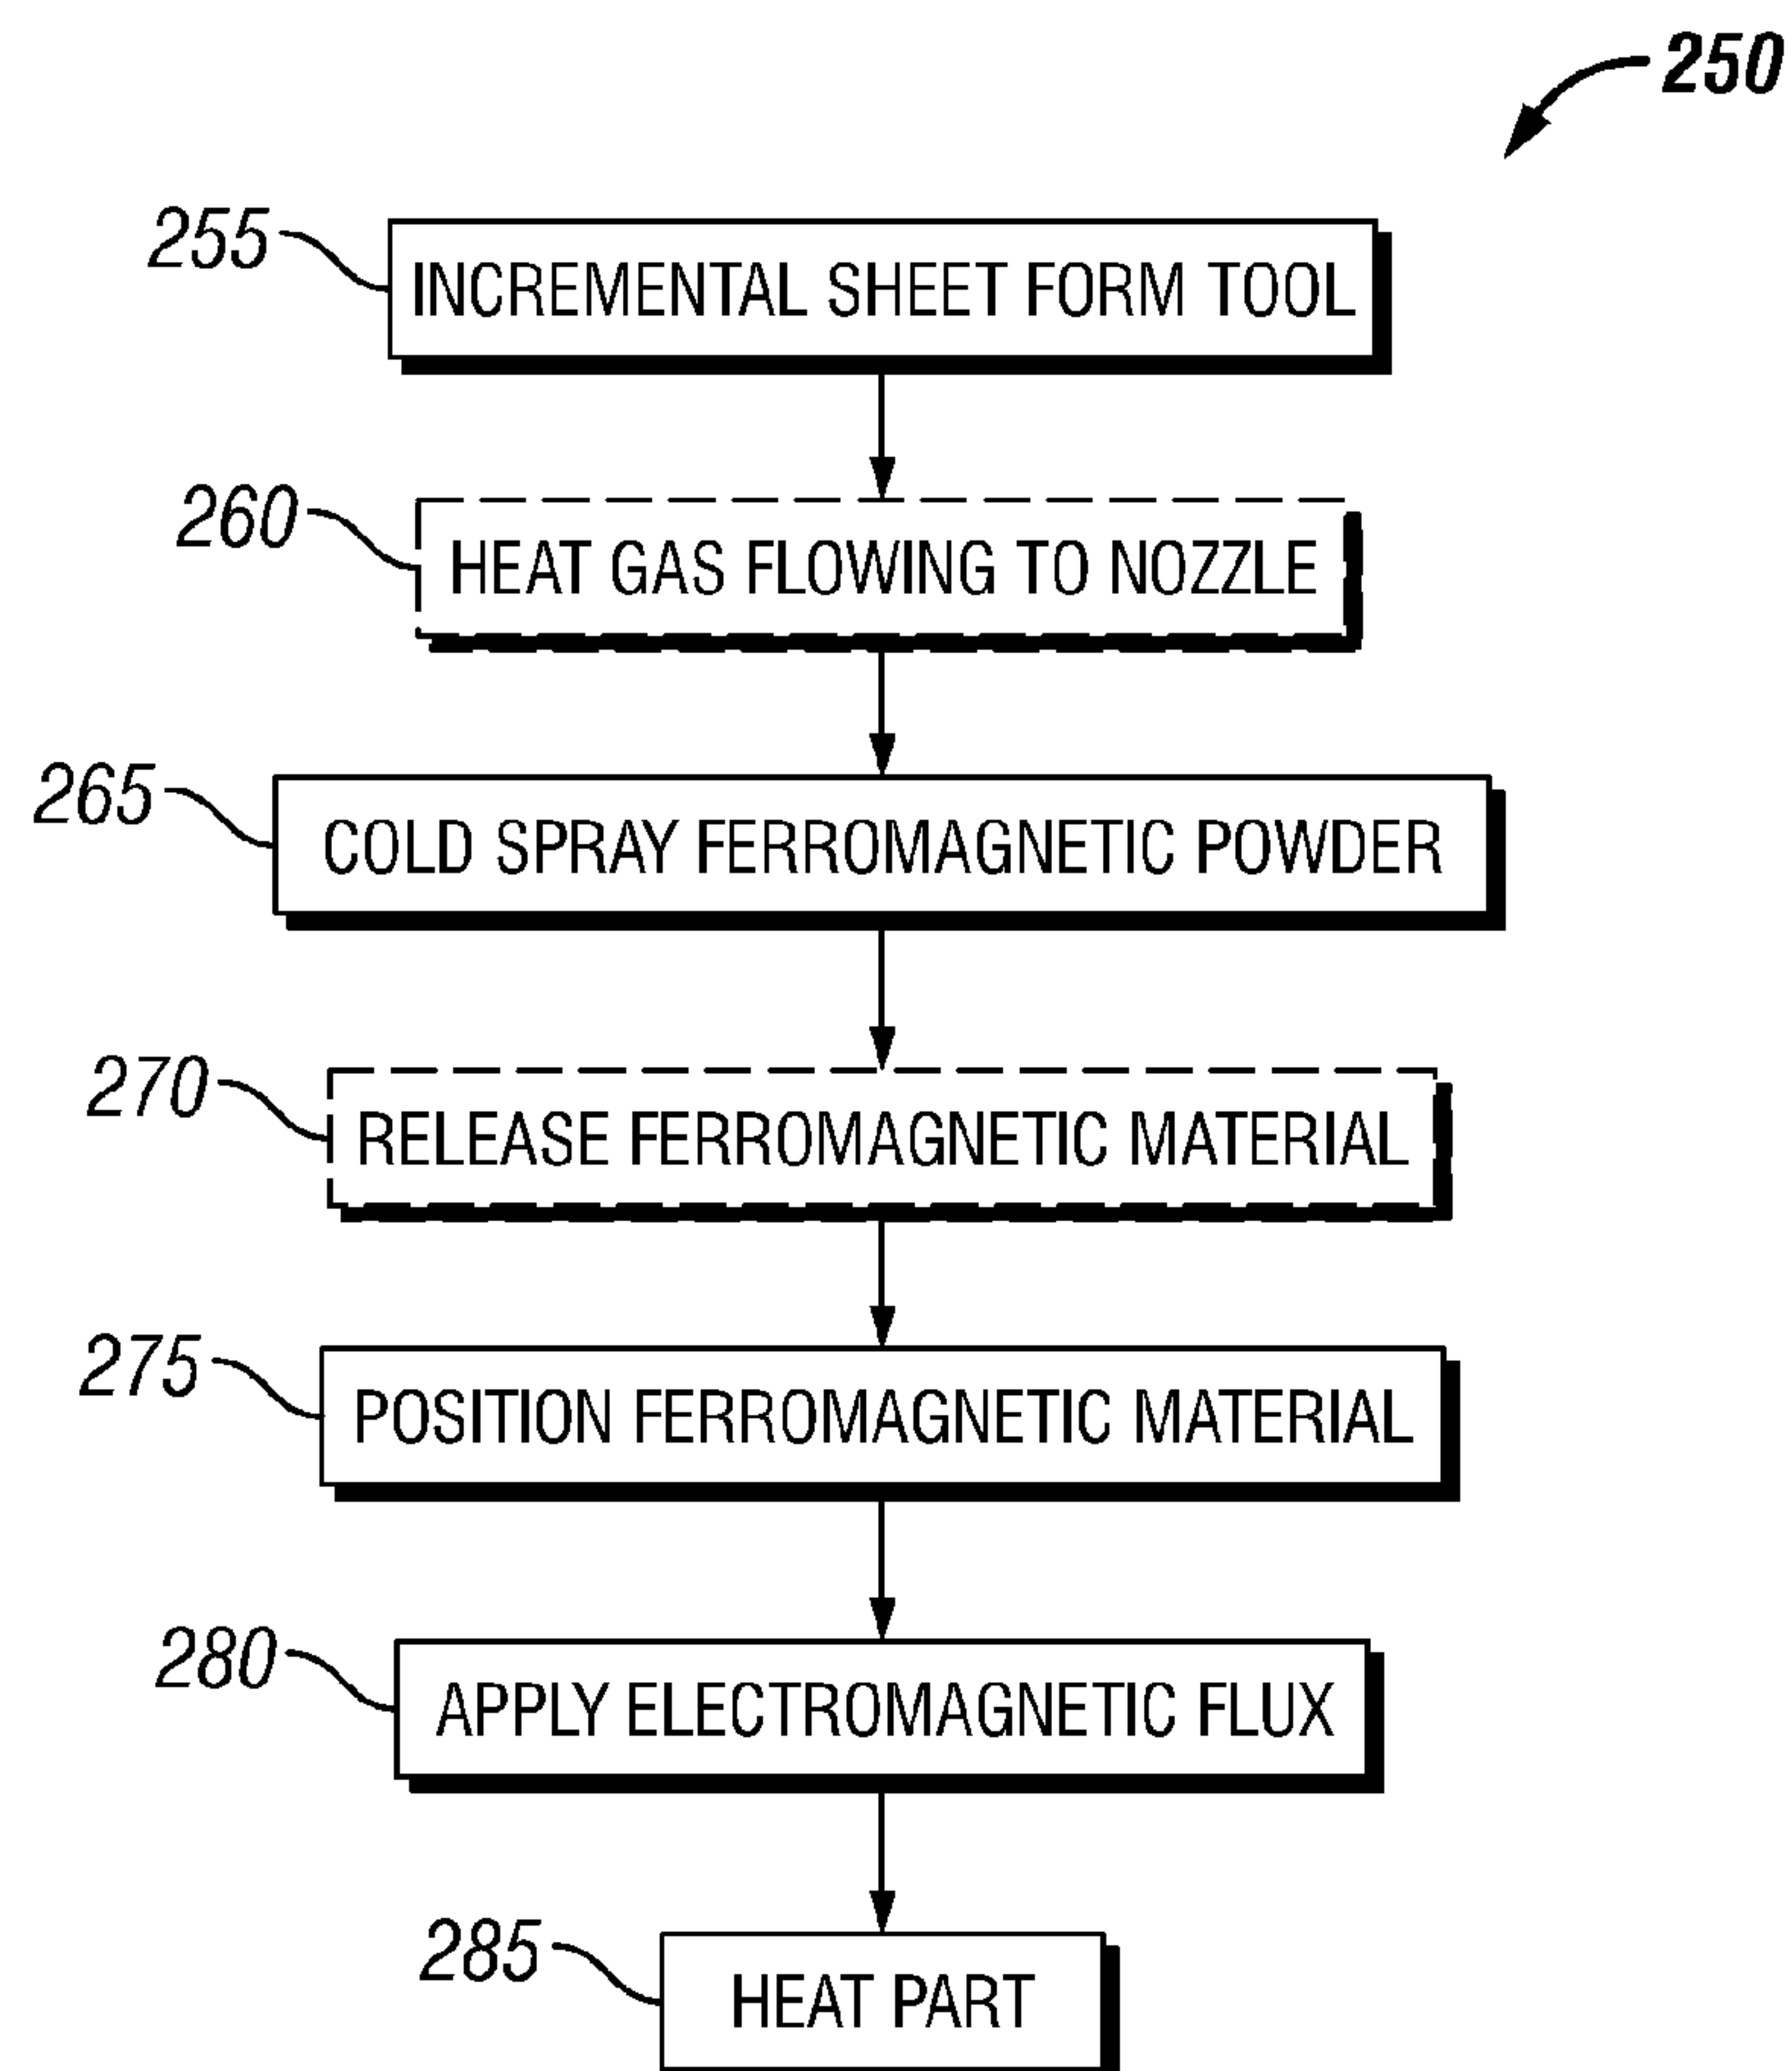 250
255
INCREMENTAL SHEET FORM TOOL
260
HEAT GAS FLOWING TO NOZZLE
265
COLD SPRAY FERROMAGNETIC POWDER
270
RELEASE FERROMAGNETIC MATERIAL
275
POSITION FERROMAGNETIC MATERIAL
280
APPLY ELECTROMAGNETIC FLUX
285
HEAT PART